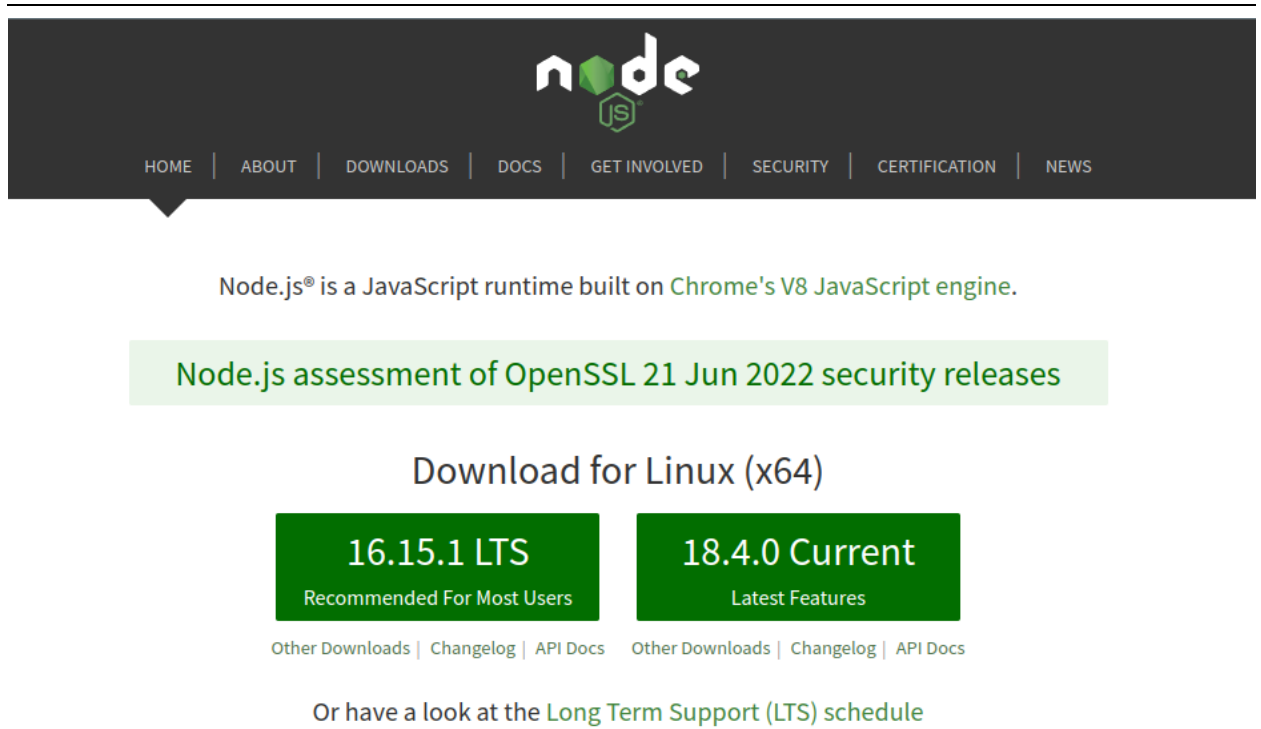 node
JS
HOME | ABOUT | DOWNLOADS | DOCS | GET INVOLVED | SECURITY | CERTIFICATION | NEWS
Node.js® is a JavaScript runtime built on Chrome's V8 JavaScript engine.
Node.js assessment of OpenSSL 21 Jun 2022 security releases
Download for Linux (x64)
16.15.1 LTS
Recommended For Most Users
18.4.0 Current
Latest Features
Other Downloads | Changelog | API Docs
Other Downloads | Changelog | API Docs
Or have a look at the Long Term Support (LTS) schedule